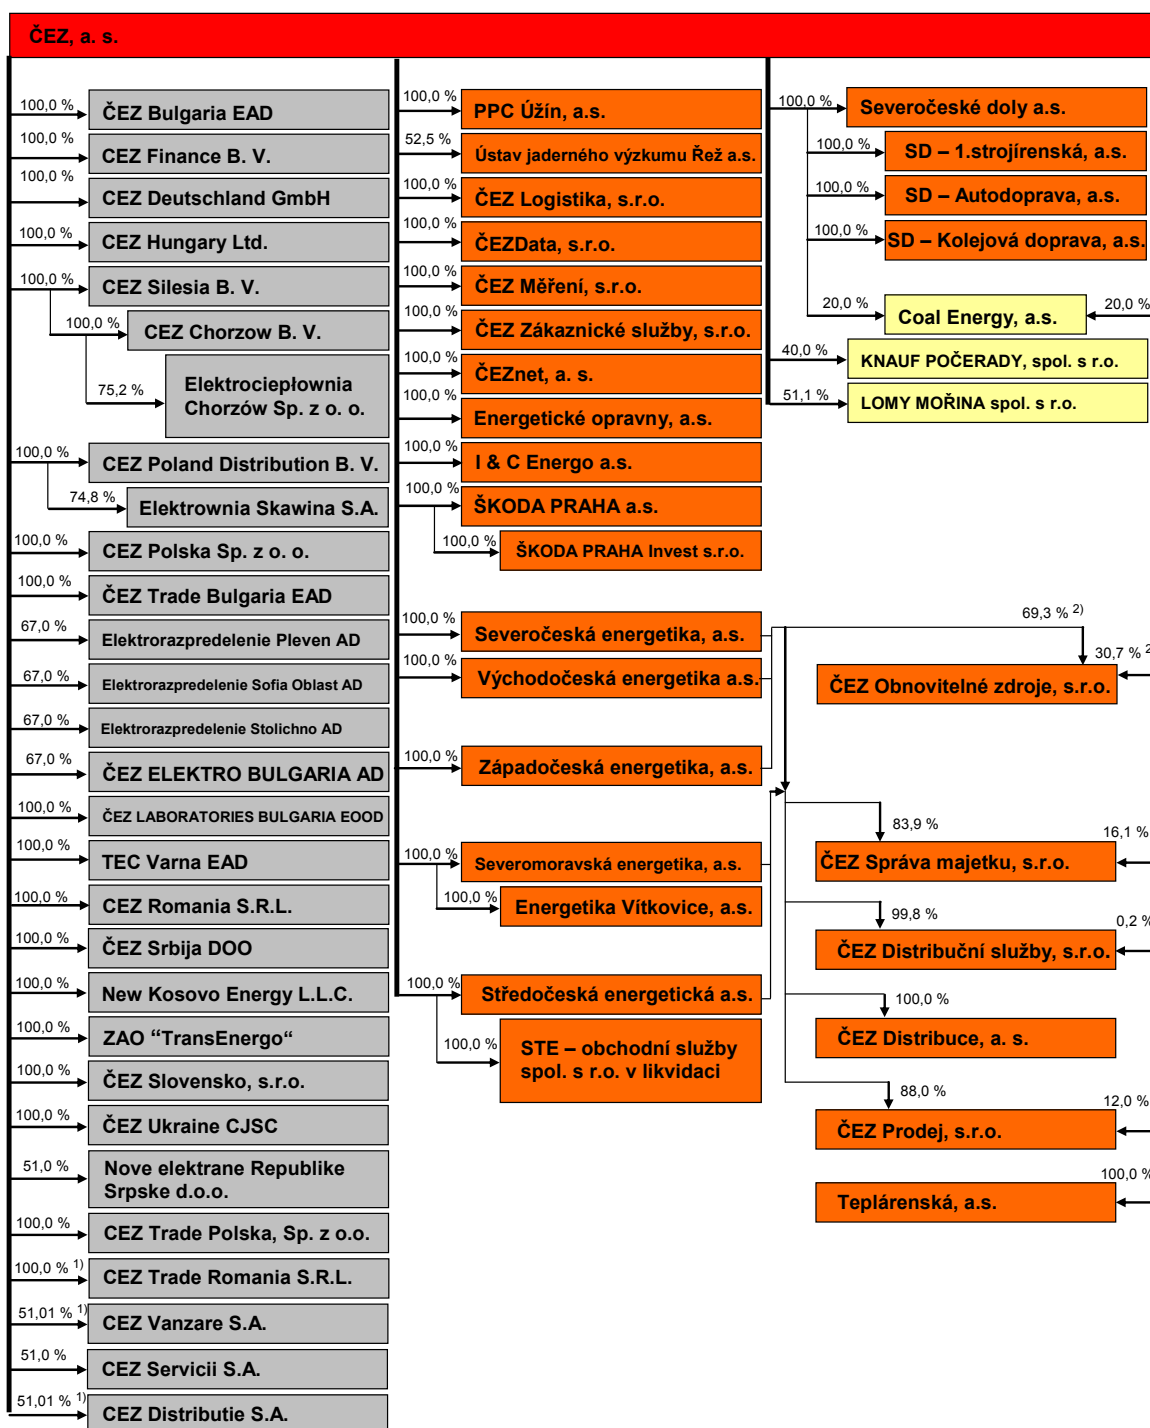 ČEZ, a. s.
100,0 %
ČEZ Bulgaria EAD
100,0 %
CEZ Finance B. V.
100,0 %
CEZ Deutschland GmbH
100,0 %
CEZ Hungary Ltd.
100,0 %
CEZ Silesia B. V.
100,0 %
CEZ Chorzow B. V.
75,2 %
Elektrociepłownia
Chorzów Sp. z o. o.
100,0 %
CEZ Poland Distribution B. V.
74,8 %
Elektrownia Skawina S.A.
100,0 %
CEZ Polska Sp. z o. o.
100,0 %
ČEZ Trade Bulgaria EAD
67,0 %
Elektrorazpredelenie Pleven AD
67,0 %
Elektrorazpredelenie Sofia Oblast AD
67,0 %
Elektrorazpredelenie Stolichno AD
67,0 %
ČEZ ELEKTRO BULGARIA AD
100,0 %
ČEZ LABORATORIES BULGARIA EOOD
100,0 %
TEC Varna EAD
100,0 %
CEZ Romania S.R.L.
100,0 %
ČEZ Srbija DOO
100,0 %
New Kosovo Energy L.L.C.
100,0 %
ZAO “TransEnergo“
100,0 %
ČEZ Slovensko, s.r.o.
100,0 %
ČEZ Ukraine CJSC
51,0 %
Nove elektrane Republike
Srpske d.o.o.
100,0 %
CEZ Trade Polska, Sp. z o.o.
100,0 % 1)
CEZ Trade Romania S.R.L.
51,01 % 1)
CEZ Vanzare S.A.
51,0 %
CEZ Servicii S.A.
51,01 % 1)
CEZ Distributie S.A.
100,0 %
PPC Úžín, a.s.
52,5 %
Ústav jaderného výzkumu Řež a.s.
100,0 %
ČEZ Logistika, s.r.o.
100,0 %
ČEZData, s.r.o.
100,0 %
ČEZ Měření, s.r.o.
100,0 %
ČEZ Zákaznické služby, s.r.o.
100,0 %
ČEZnet, a. s.
100,0 %
Energetické opravny, a.s.
100,0 %
I & C Energo a.s.
100,0 %
ŠKODA PRAHA a.s.
100,0 %
ŠKODA PRAHA Invest s.r.o.
100,0 %
Severočeská energetika, a.s.
100,0 %
Východočeská energetika a.s.
100,0 %
Západočeská energetika, a.s.
100,0 %
Severomoravská energetika, a.s.
100,0 %
Energetika Vítkovice, a.s.
100,0 %
Středočeská energetická a.s.
100,0 %
STE – obchodní služby
spol. s r.o. v likvidaci
100,0 %
Severočeské doly a.s.
100,0 %
SD – 1.strojírenská, a.s.
100,0 %
SD – Autodoprava, a.s.
100,0 %
SD – Kolejová doprava, a.s.
20,0 %
Coal Energy, a.s.
20,0 %
40,0 %
KNAUF POČERADY, spol. s r.o.
51,1 %
LOMY MOŘINA spol. s r.o.
69,3 % 2)
30,7 % 2
ČEZ Obnovitelné zdroje, s.r.o.
83,9 %
16,1 %
ČEZ Správa majetku, s.r.o.
99,8 %
0,2 %
ČEZ Distribuční služby, s.r.o.
100,0 %
ČEZ Distribuce, a. s.
88,0 %
12,0 %
ČEZ Prodej, s.r.o.
100,0 %
Teplárenská, a.s.